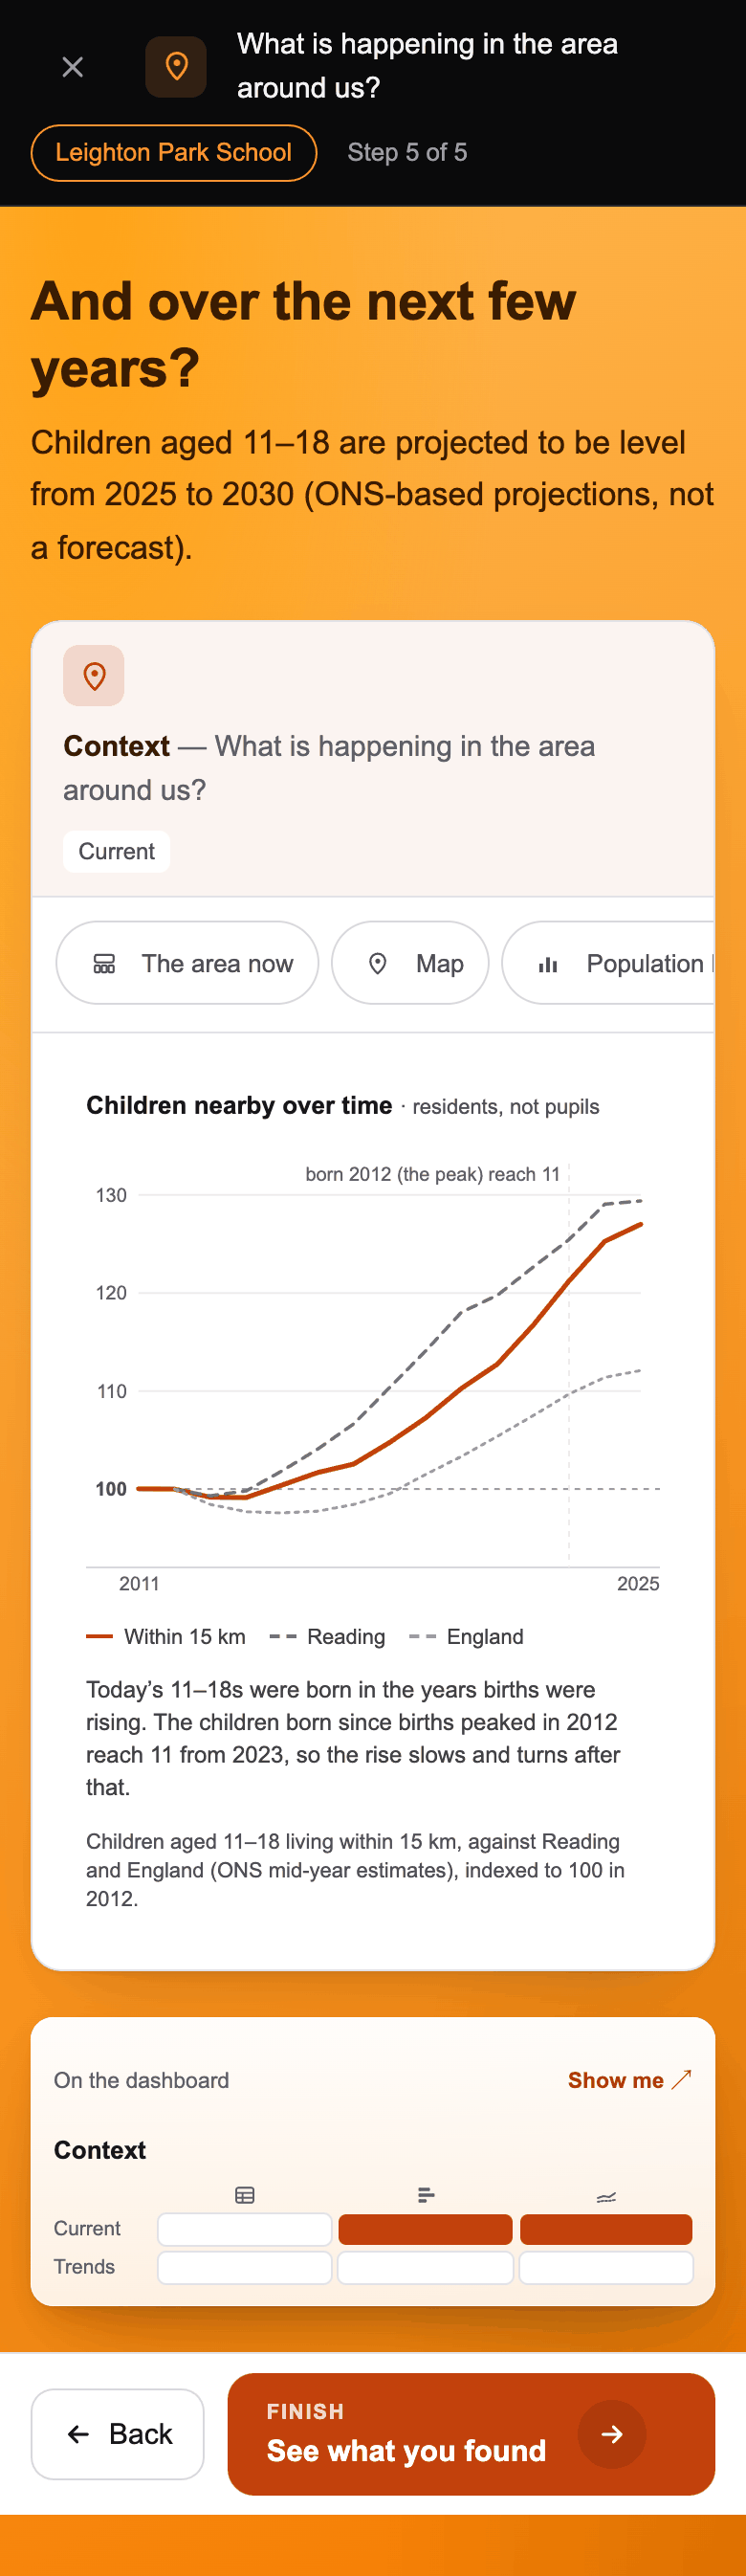 What is happening in the area
around us?
Leighton Park School
Step 5 of 5
And over the next few
years?
Children aged 11–18 are projected to be level
from 2025 to 2030 (ONS-based projections, not
a forecast).
Context — What is happening in the area
around us?
Current
The area now
Map
Population
Children nearby over time · residents, not pupils
born 2012 (the peak) reach 11
130
120
110
100
2011
2025
Within 15 km
Reading
England
Today’s 11–18s were born in the years births were
rising. The children born since births peaked in 2012
reach 11 from 2023, so the rise slows and turns after
that.
Children aged 11–18 living within 15 km, against Reading
and England (ONS mid-year estimates), indexed to 100 in
2012.
On the dashboard
Show me ↗
Context
Current
Trends
← Back
FINISH
See what you found →